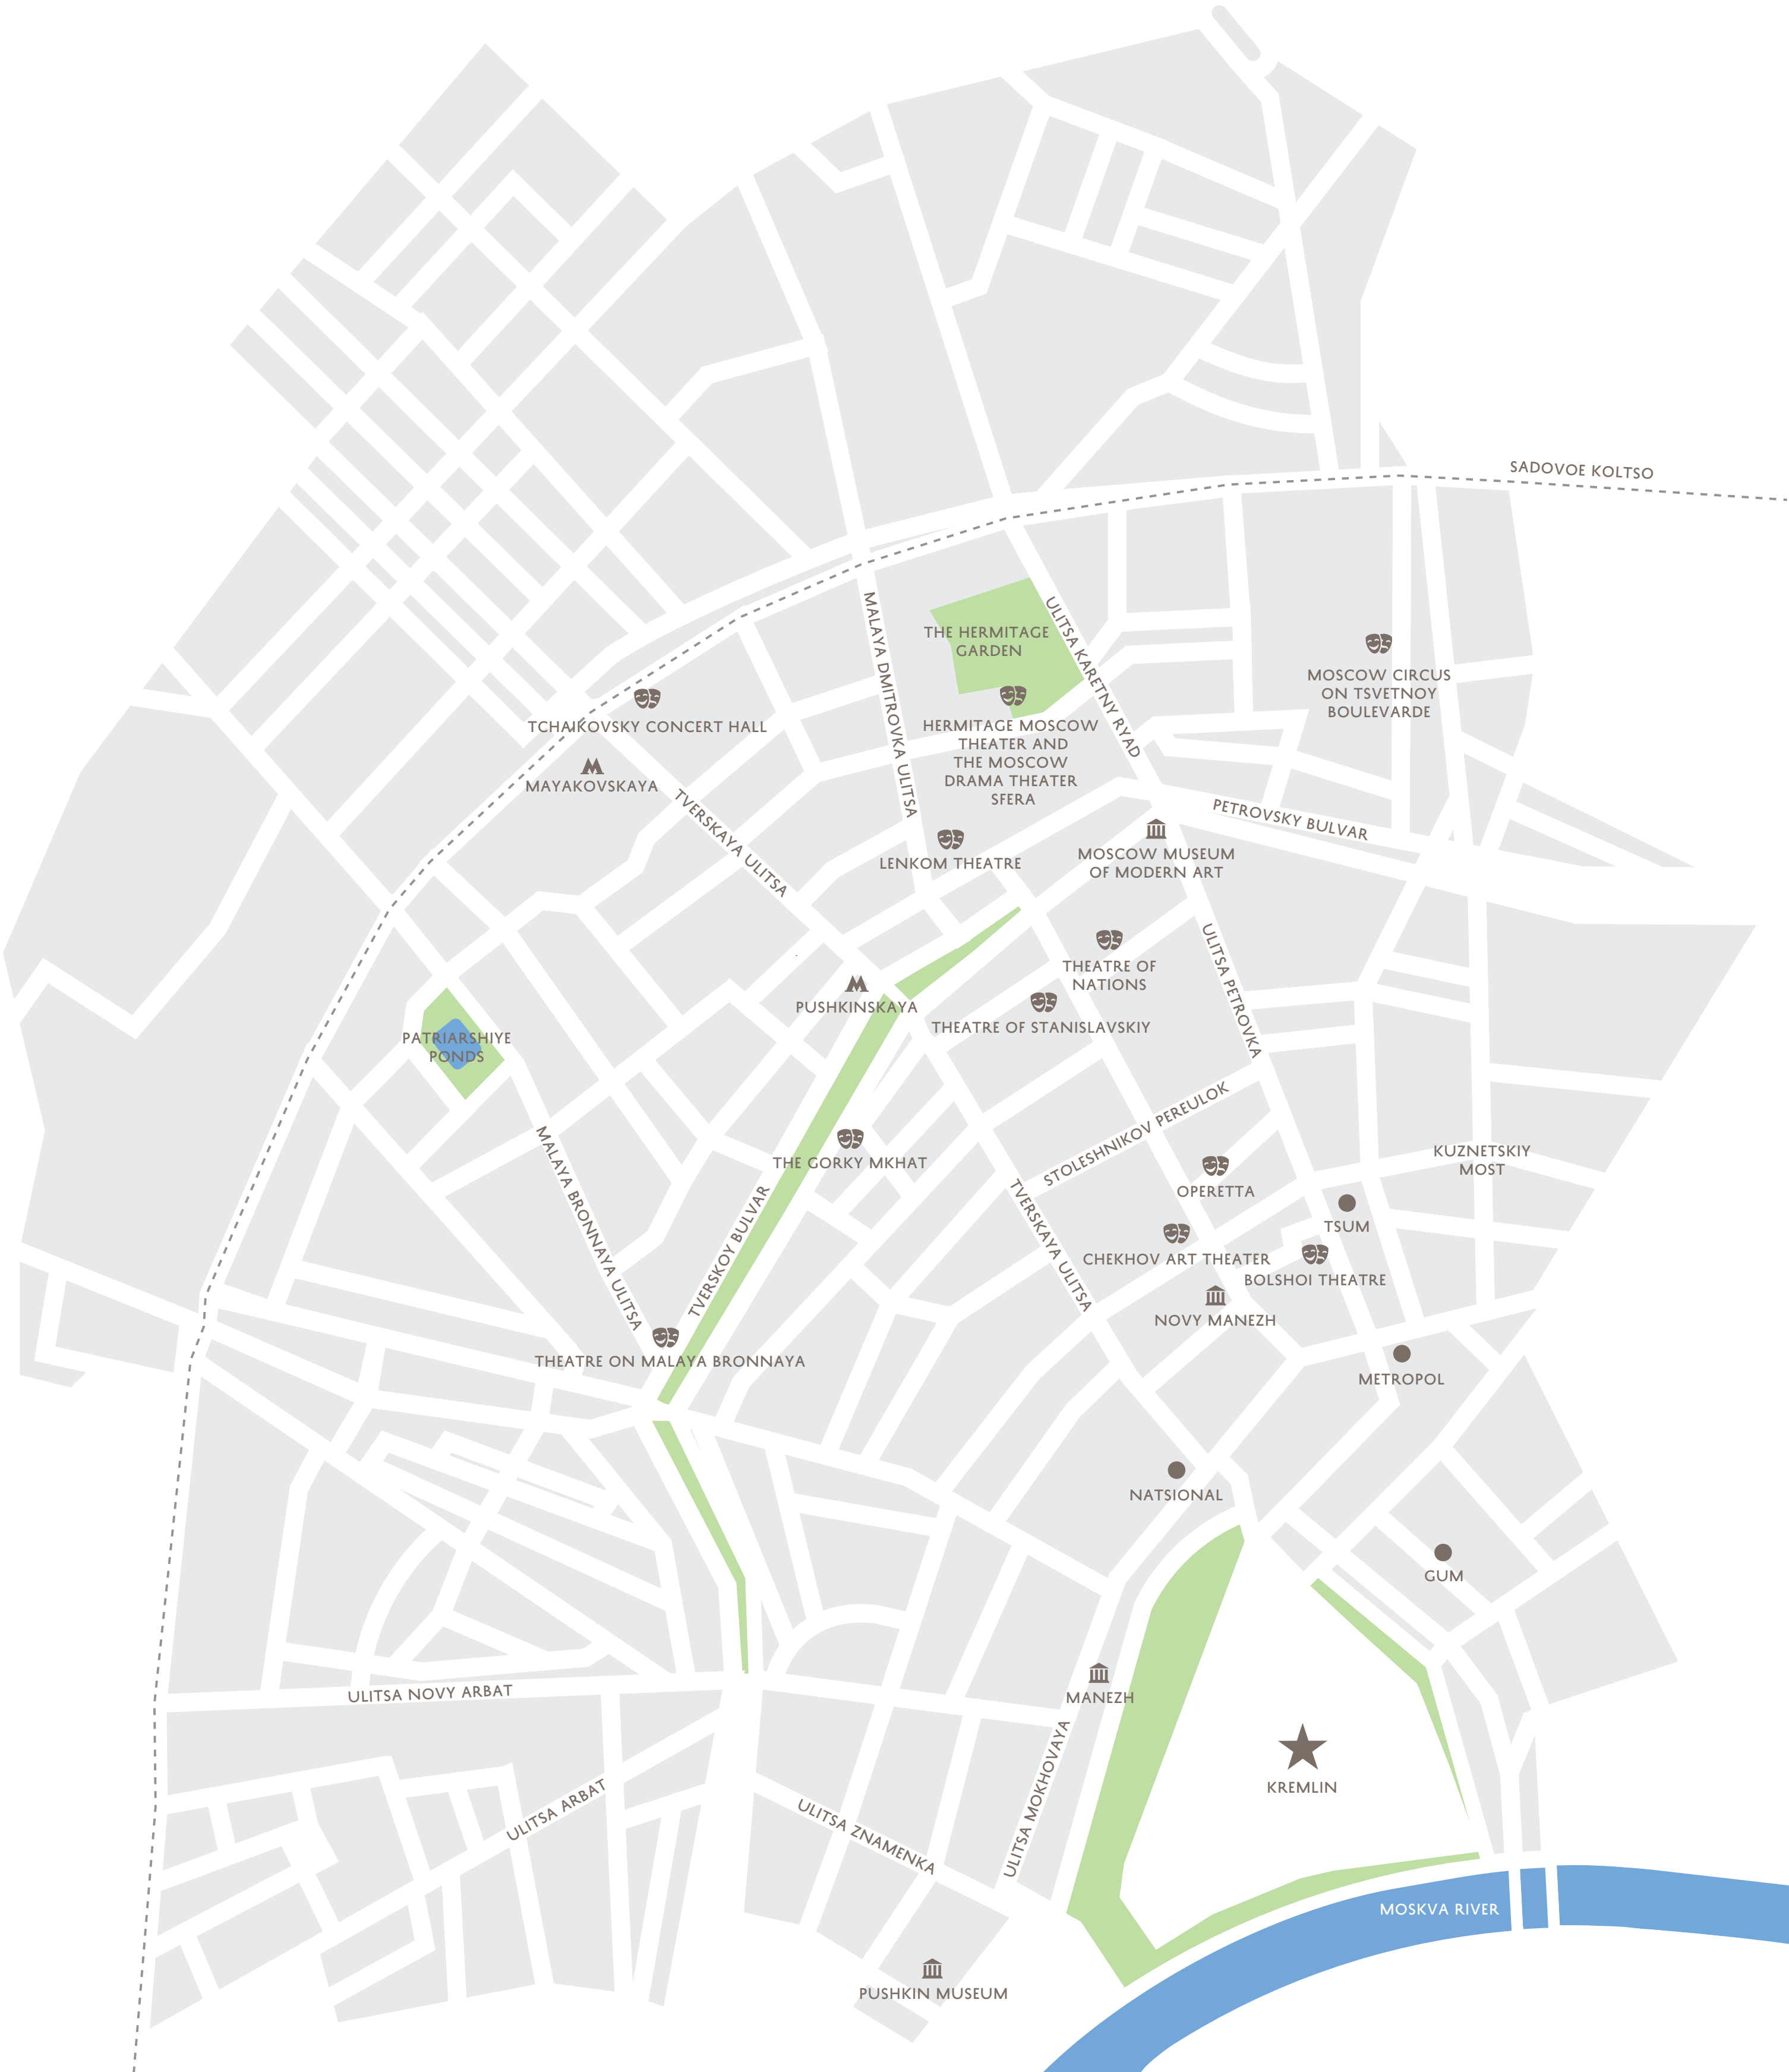 SADOVOE KOLTSO
MALAYA DMITROVKA ULITSA
THE HERMITAGE
GARDEN
ULITSA KARETNY RYAD
MOSCOW CIRCUS
ON TSVETNOY
BOULEVARDE
TCHAIKOVSKY CONCERT HALL
HERMITAGE MOSCOW
THEATER AND
THE MOSCOW
DRAMA THEATER
SFERA
MAYAKOVSKAYA
TVERSKAYA ULITSA
PETROVSKY BULVAR
LENKOM THEATRE
MOSCOW MUSEUM
OF MODERN ART
THEATRE OF
NATIONS
ULITSA PETROVKA
PUSHKINSKAYA
THEATRE OF STANISLAVSKIY
PATRIARSHIYE
PONDS
STOLESHNIKOV PEREULOK
MALAYA BRONNAYA ULITSA
THE GORKY MKHAT
KUZNETSKIY
MOST
TVERSKOY BULVAR
TVERSKAYA ULITSA
OPERETTA
TSUM
CHEKHOV ART THEATER
BOLSHOI THEATRE
NOVY MANEZH
THEATRE ON MALAYA BRONNAYA
METROPOL
NATSIONAL
GUM
ULITSA NOVY ARBAT
MANEZH
ULITSA MOKHOVAYA
KREMLIN
ULITSA ARBAT
ULITSA ZNAMENKA
MOSKVA RIVER
PUSHKIN MUSEUM